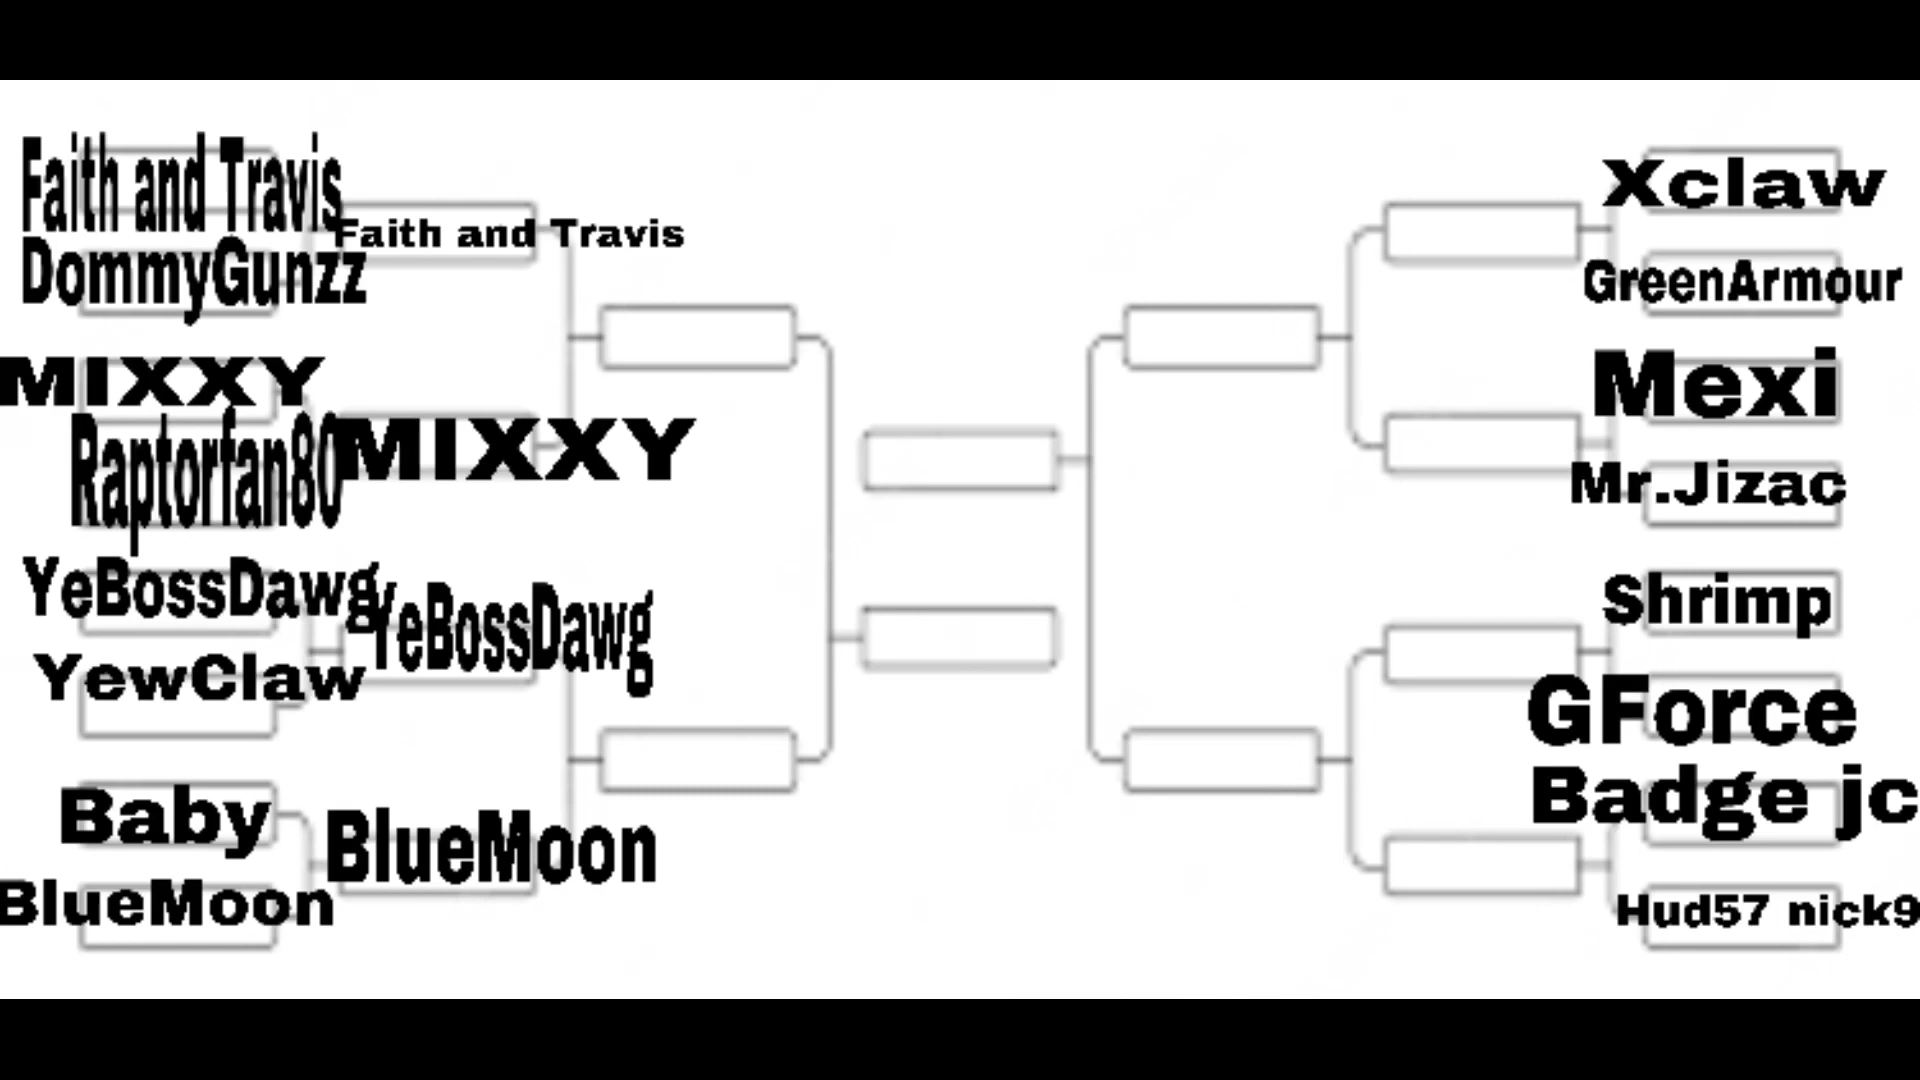 Faith and Travis
DommyGunzz
MIXXY
Raptorfan80
YeBossDawg
YewClaw
Baby
BlueMoon
Faith and Travis
MIXXY
YeBossDawg
BlueMoon
Xclaw
GreenArmour
Mexi
Mr.Jizac
Shrimp
GForce
Badge jc
Hud57 nick9